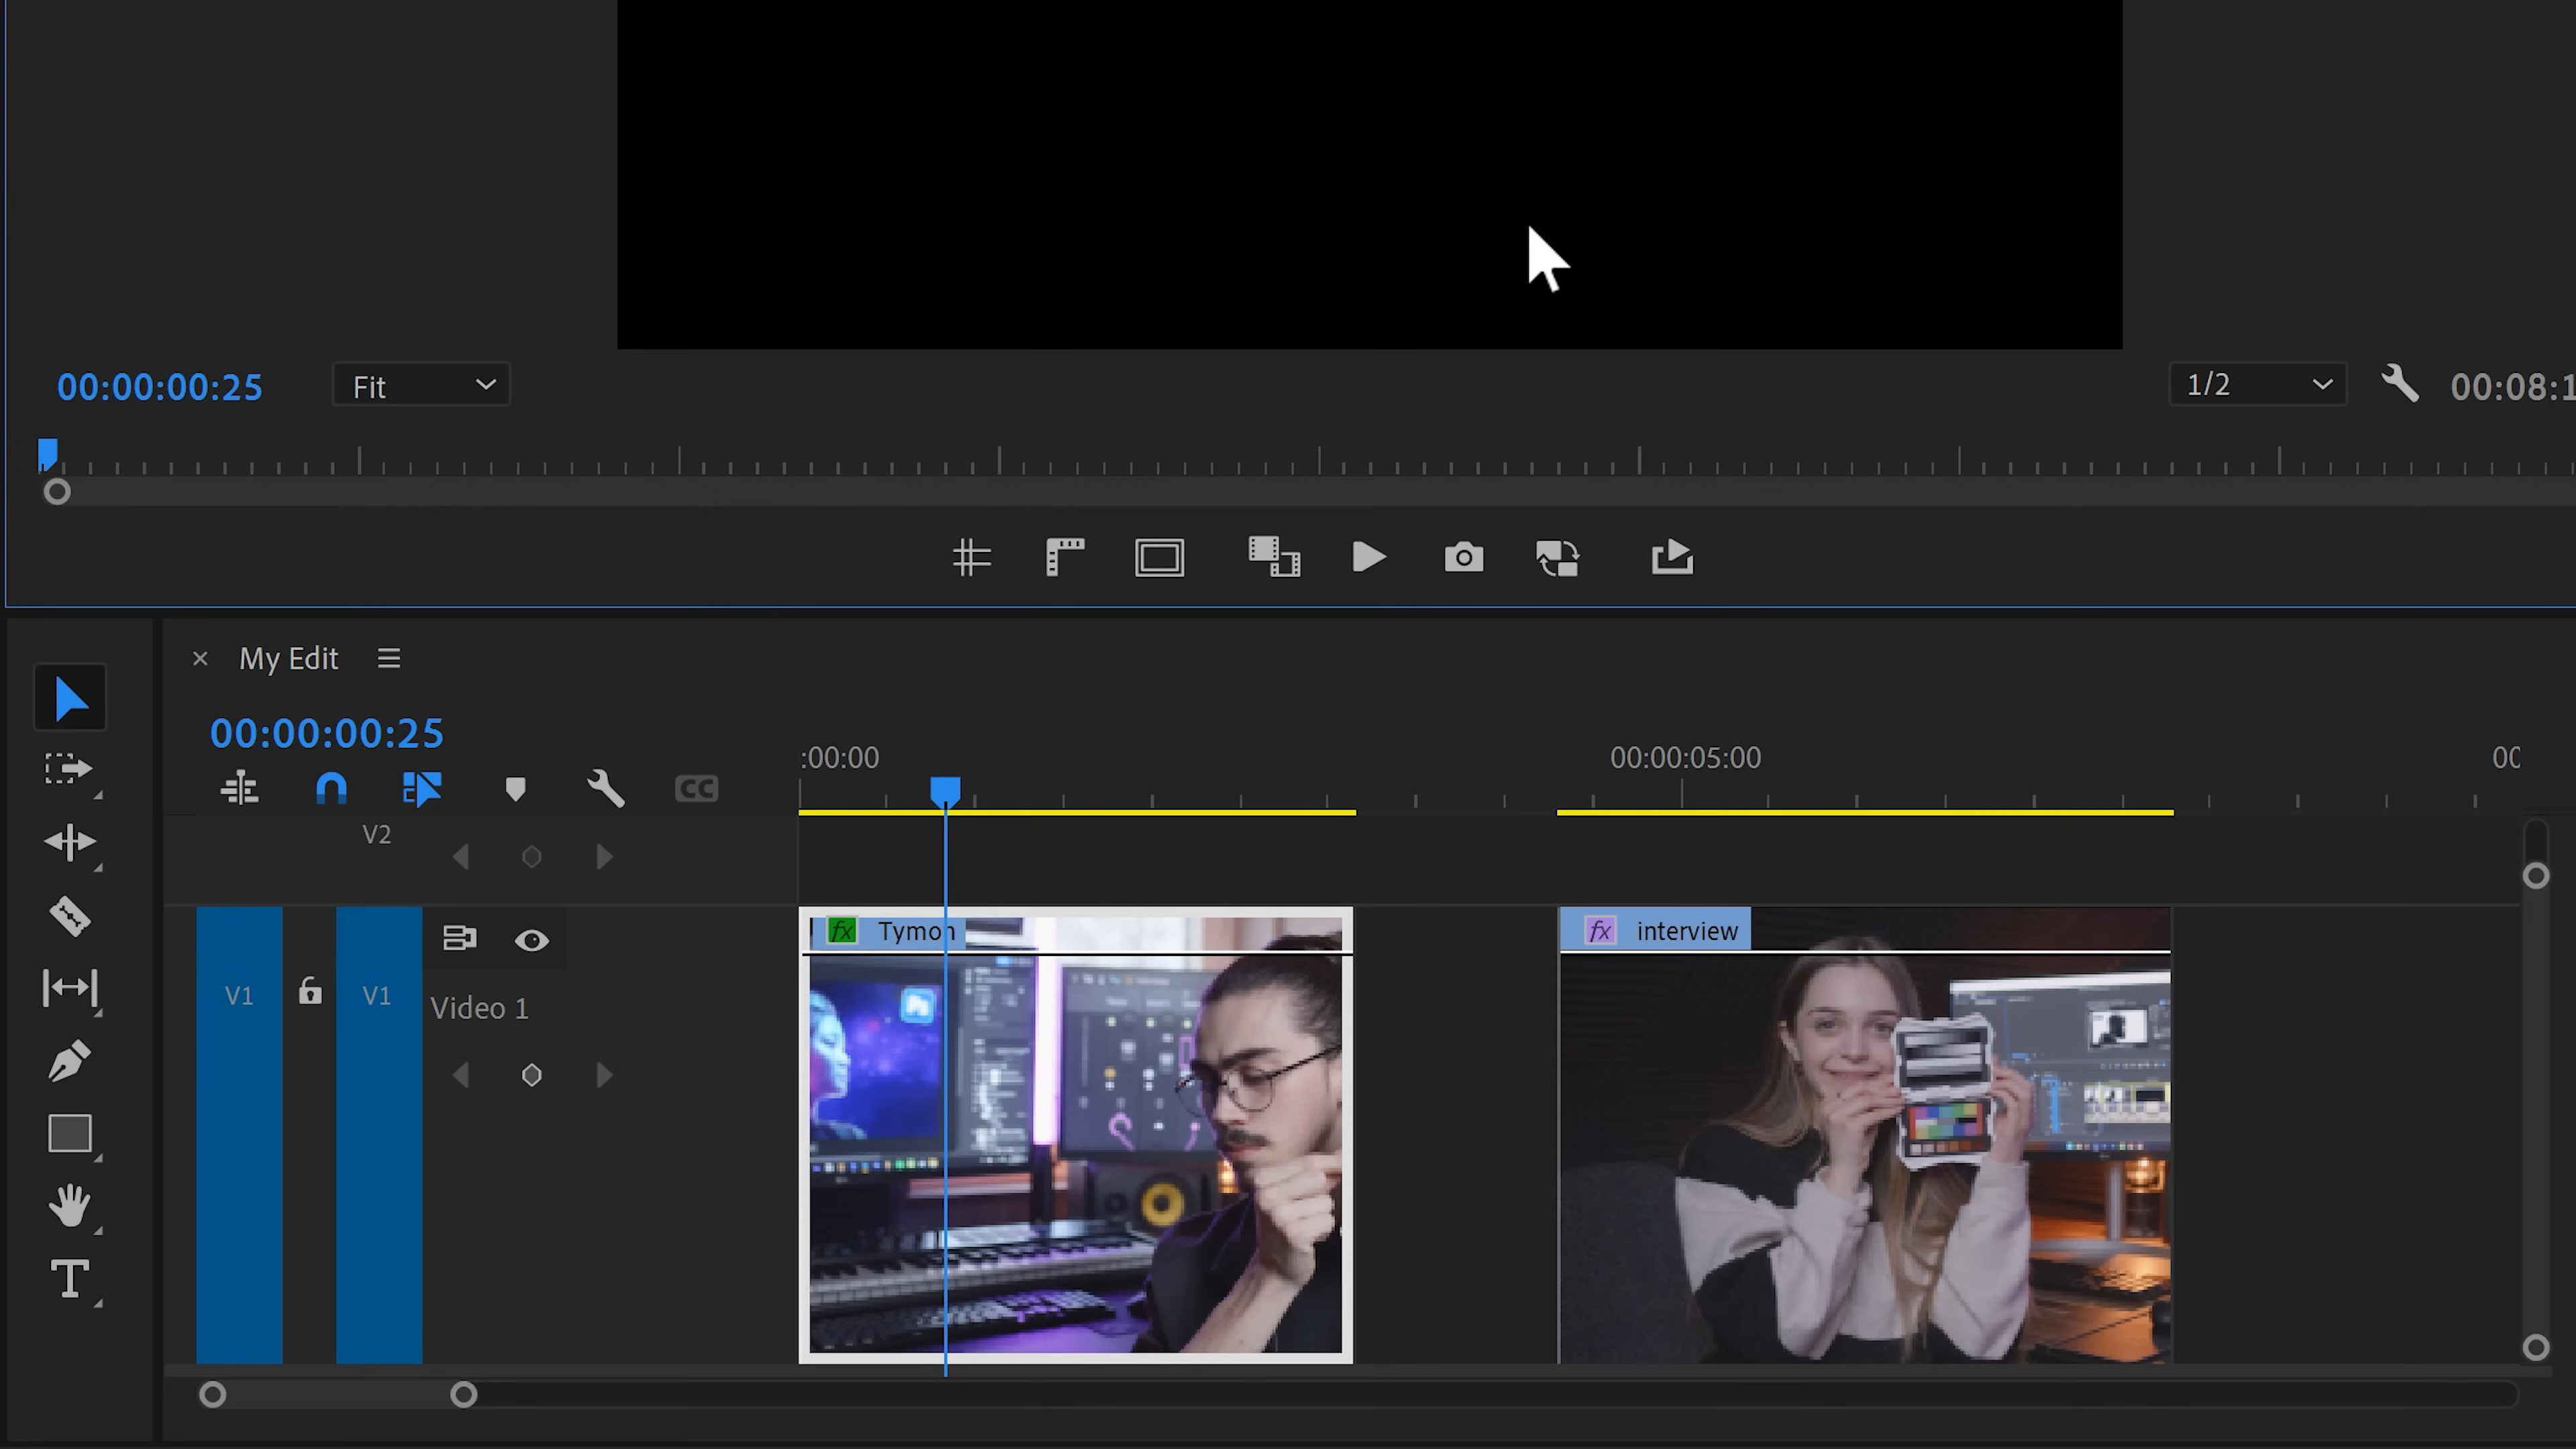 00:00:00:25
Fit
1/2
00:08:1
My Edit
00:00:00:25
:00:00
00:00:05:00
00
CC
V2
fx Tymon
fx interview
V1
V1
Video 1
T